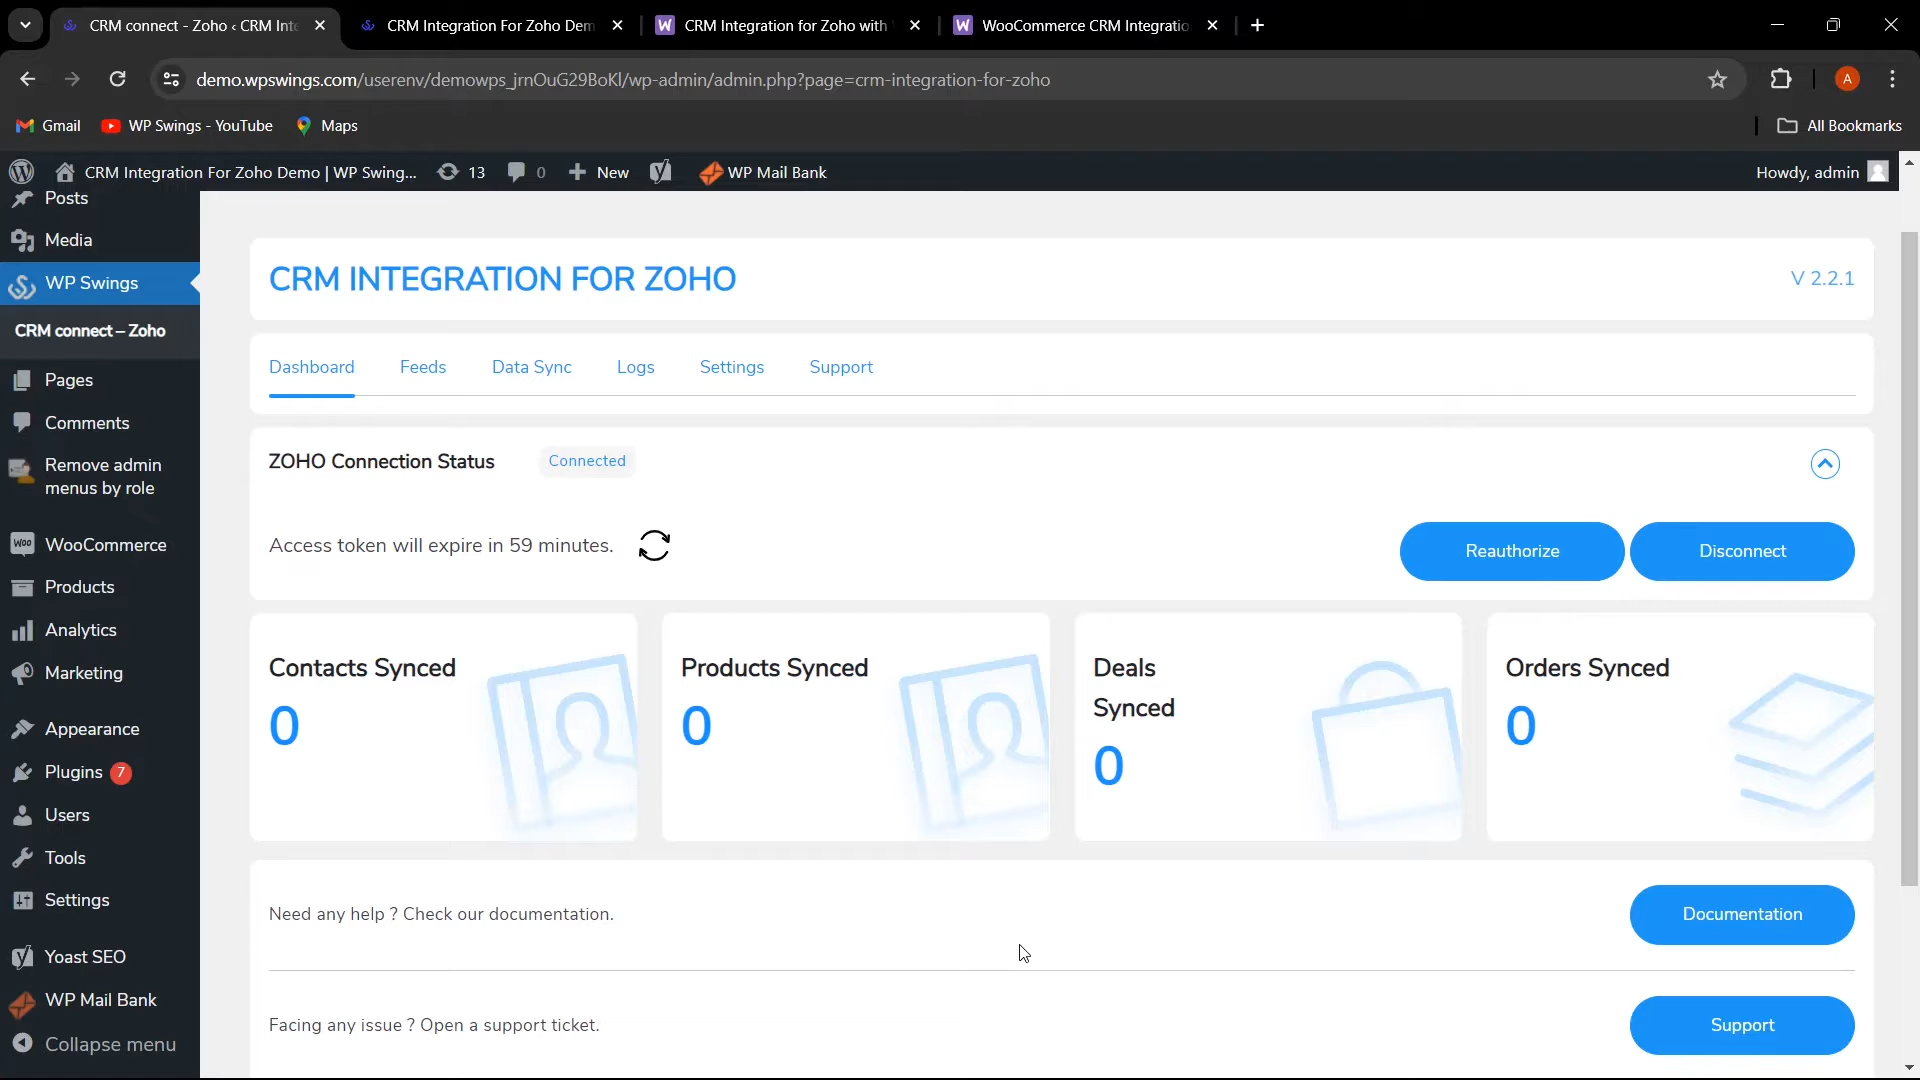 CRM connect - Zoho ‹ CRM Inte
CRM Integration For Zoho Dem
CRM Integration for Zoho with
WooCommerce CRM Integratio
demo.wpswings.com/userenv/demowps_jrnOuG29BoKl/wp-admin/admin.php?page=crm-integration-for-zoho
A
Gmail
WP Swings - YouTube
Maps
All Bookmarks
CRM Integration For Zoho Demo | WP Swing...
13
0
New
WP Mail Bank
Howdy, admin
Posts
Media
WP Swings
CRM connect – Zoho
Pages
Comments
Remove admin
menus by role
WooCommerce
Products
Analytics
Marketing
Appearance
Plugins 7
Users
Tools
Settings
Yoast SEO
WP Mail Bank
Collapse menu
CRM INTEGRATION FOR ZOHO
V 2.2.1
Dashboard
Feeds
Data Sync
Logs
Settings
Support
ZOHO Connection Status
Connected
Access token will expire in 59 minutes.
Reauthorize
Disconnect
Contacts Synced
0
Products Synced
0
Deals
Synced
0
Orders Synced
0
Need any help ? Check our documentation.
Documentation
Facing any issue ? Open a support ticket.
Support